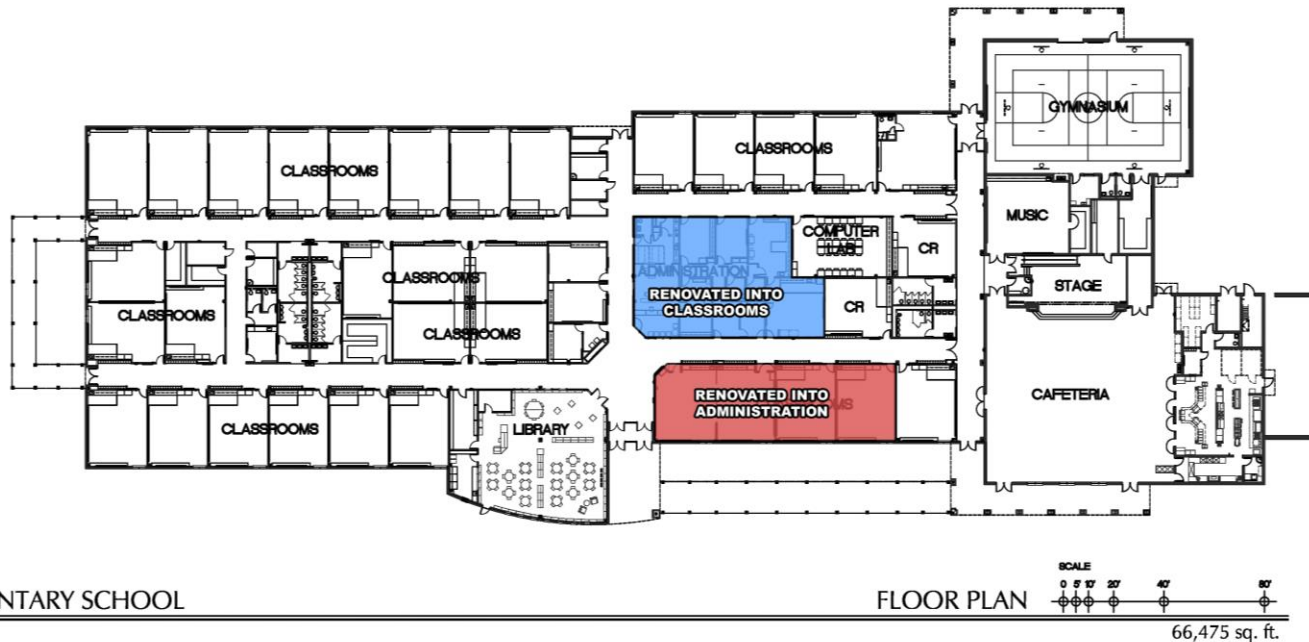 GYMNASIUM
CLASSROOMS
CLASSROOMS
MUSIC
COMPUTER
LAB
CR
ADMINISTRATION
RENOVATED INTO
CLASSROOMS
CLASSROOMS
STAGE
CLASSROOMS
CR
CLASSROOMS
RENOVATED INTO
ADMINISTRATION
CAFETERIA
CLASSROOMS
LIBRARY
SCALE
0 5' 10' 20' 40' 80'
NTARY SCHOOL
FLOOR PLAN
66,475 sq. ft.